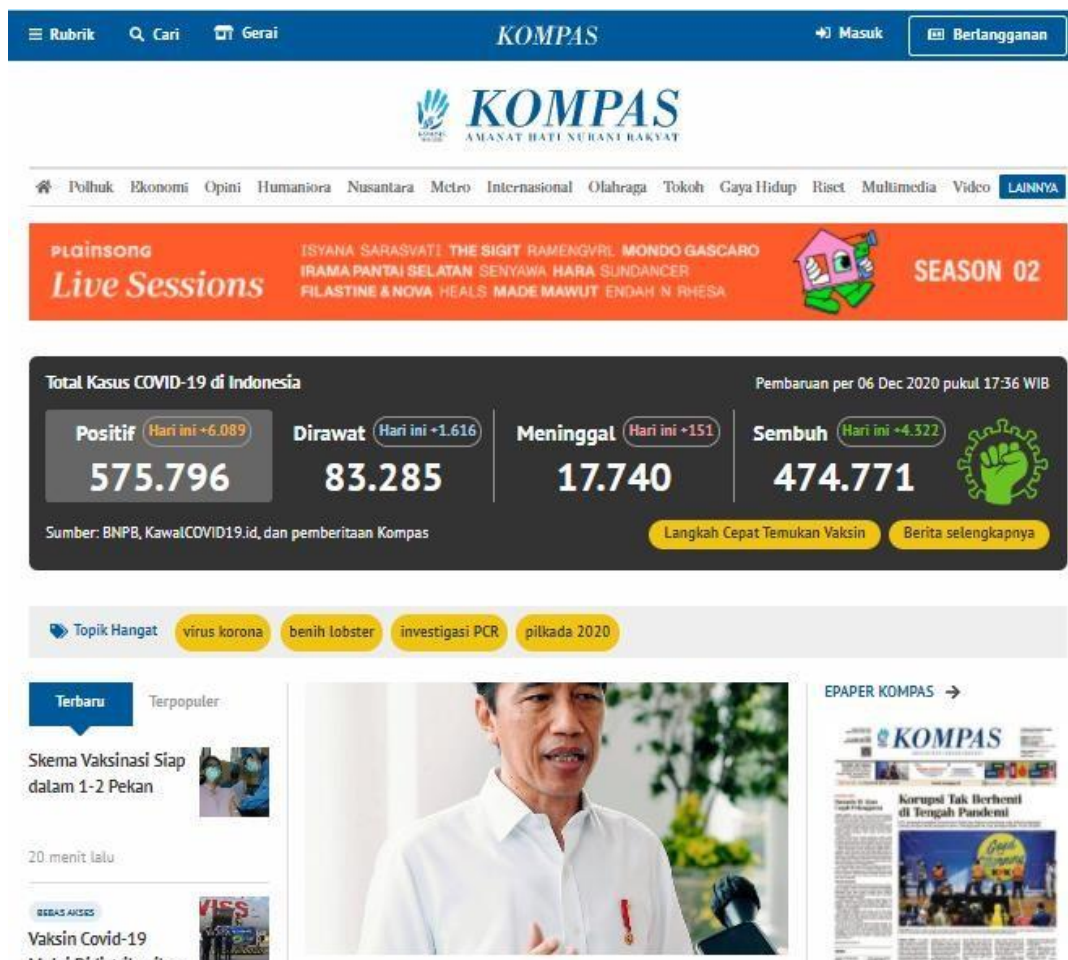 Rubrik Cari Gerai KOMPAS Masuk Berlangganan
KOMPAS
AMANAT HATI NURANI RAKYAT
Polhuk Ekonomi Opini Humaniora Nusantara Metro Internasional Olahraga Tokoh Gaya Hidup Riset Multimedia Video LAINNYA
PLainsonG
Live Sessions
ISYANA SARASVATI THE SIGIT RAMENGVRL MONDO GASCARO
IRAMA PANTAI SELATAN SENYAWA HARA SUNDANCER
FILASTINE & NOVA HEALS MADE MAWUT ENDAH N RHESA
SEASON 02
Total Kasus COVID-19 di Indonesia
Pembaruan per 06 Dec 2020 pukul 17:36 WIB
Positif Hari ini +6.089
575.796
Dirawat Hari ini +1.616
83.285
Meninggal Hari ini +151
17.740
Sembuh Hari ini +4.322
474.771
Sumber: BNPB, KawalCOVID19.id, dan pemberitaan Kompas
Langkah Cepat Temukan Vaksin
Berita selengkapnya
Topik Hangat virus korona benih lobster investigasi PCR pilkada 2020
Terbaru Terpopuler
Skema Vaksinasi Siap
dalam 1-2 Pekan
20 menit lalu
BEBAS AKSES
Vaksin Covid-19
EPAPER KOMPAS
KOMPAS
Korupsi Tak Berhenti
di Tengah Pandemi